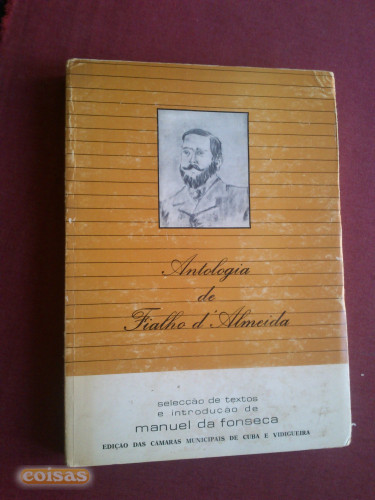 Antologia
de
Fialho d'Almeida
selecção de textos
e introdução de
manuel da fonseca
EDIÇÃO DAS CÂMARAS MUNICIPAIS DE CUBA E VIDIGUEIRA
coisas